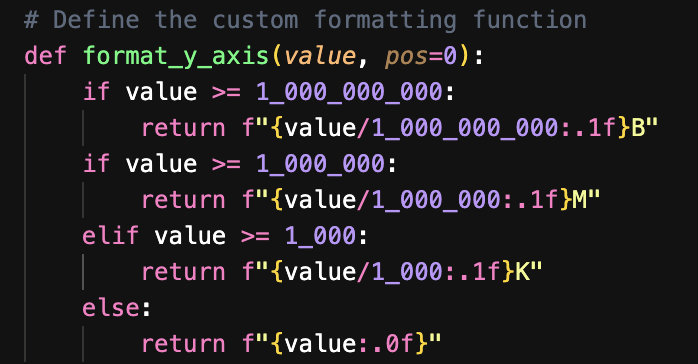 # Define the custom formatting function
def format_y_axis(value, pos=0):
    if value >= 1_000_000_000:
        return f"{value/1_000_000_000:.1f}B"
    if value >= 1_000_000:
        return f"{value/1_000_000:.1f}M"
    elif value >= 1_000:
        return f"{value/1_000:.1f}K"
    else:
        return f"{value:.0f}"